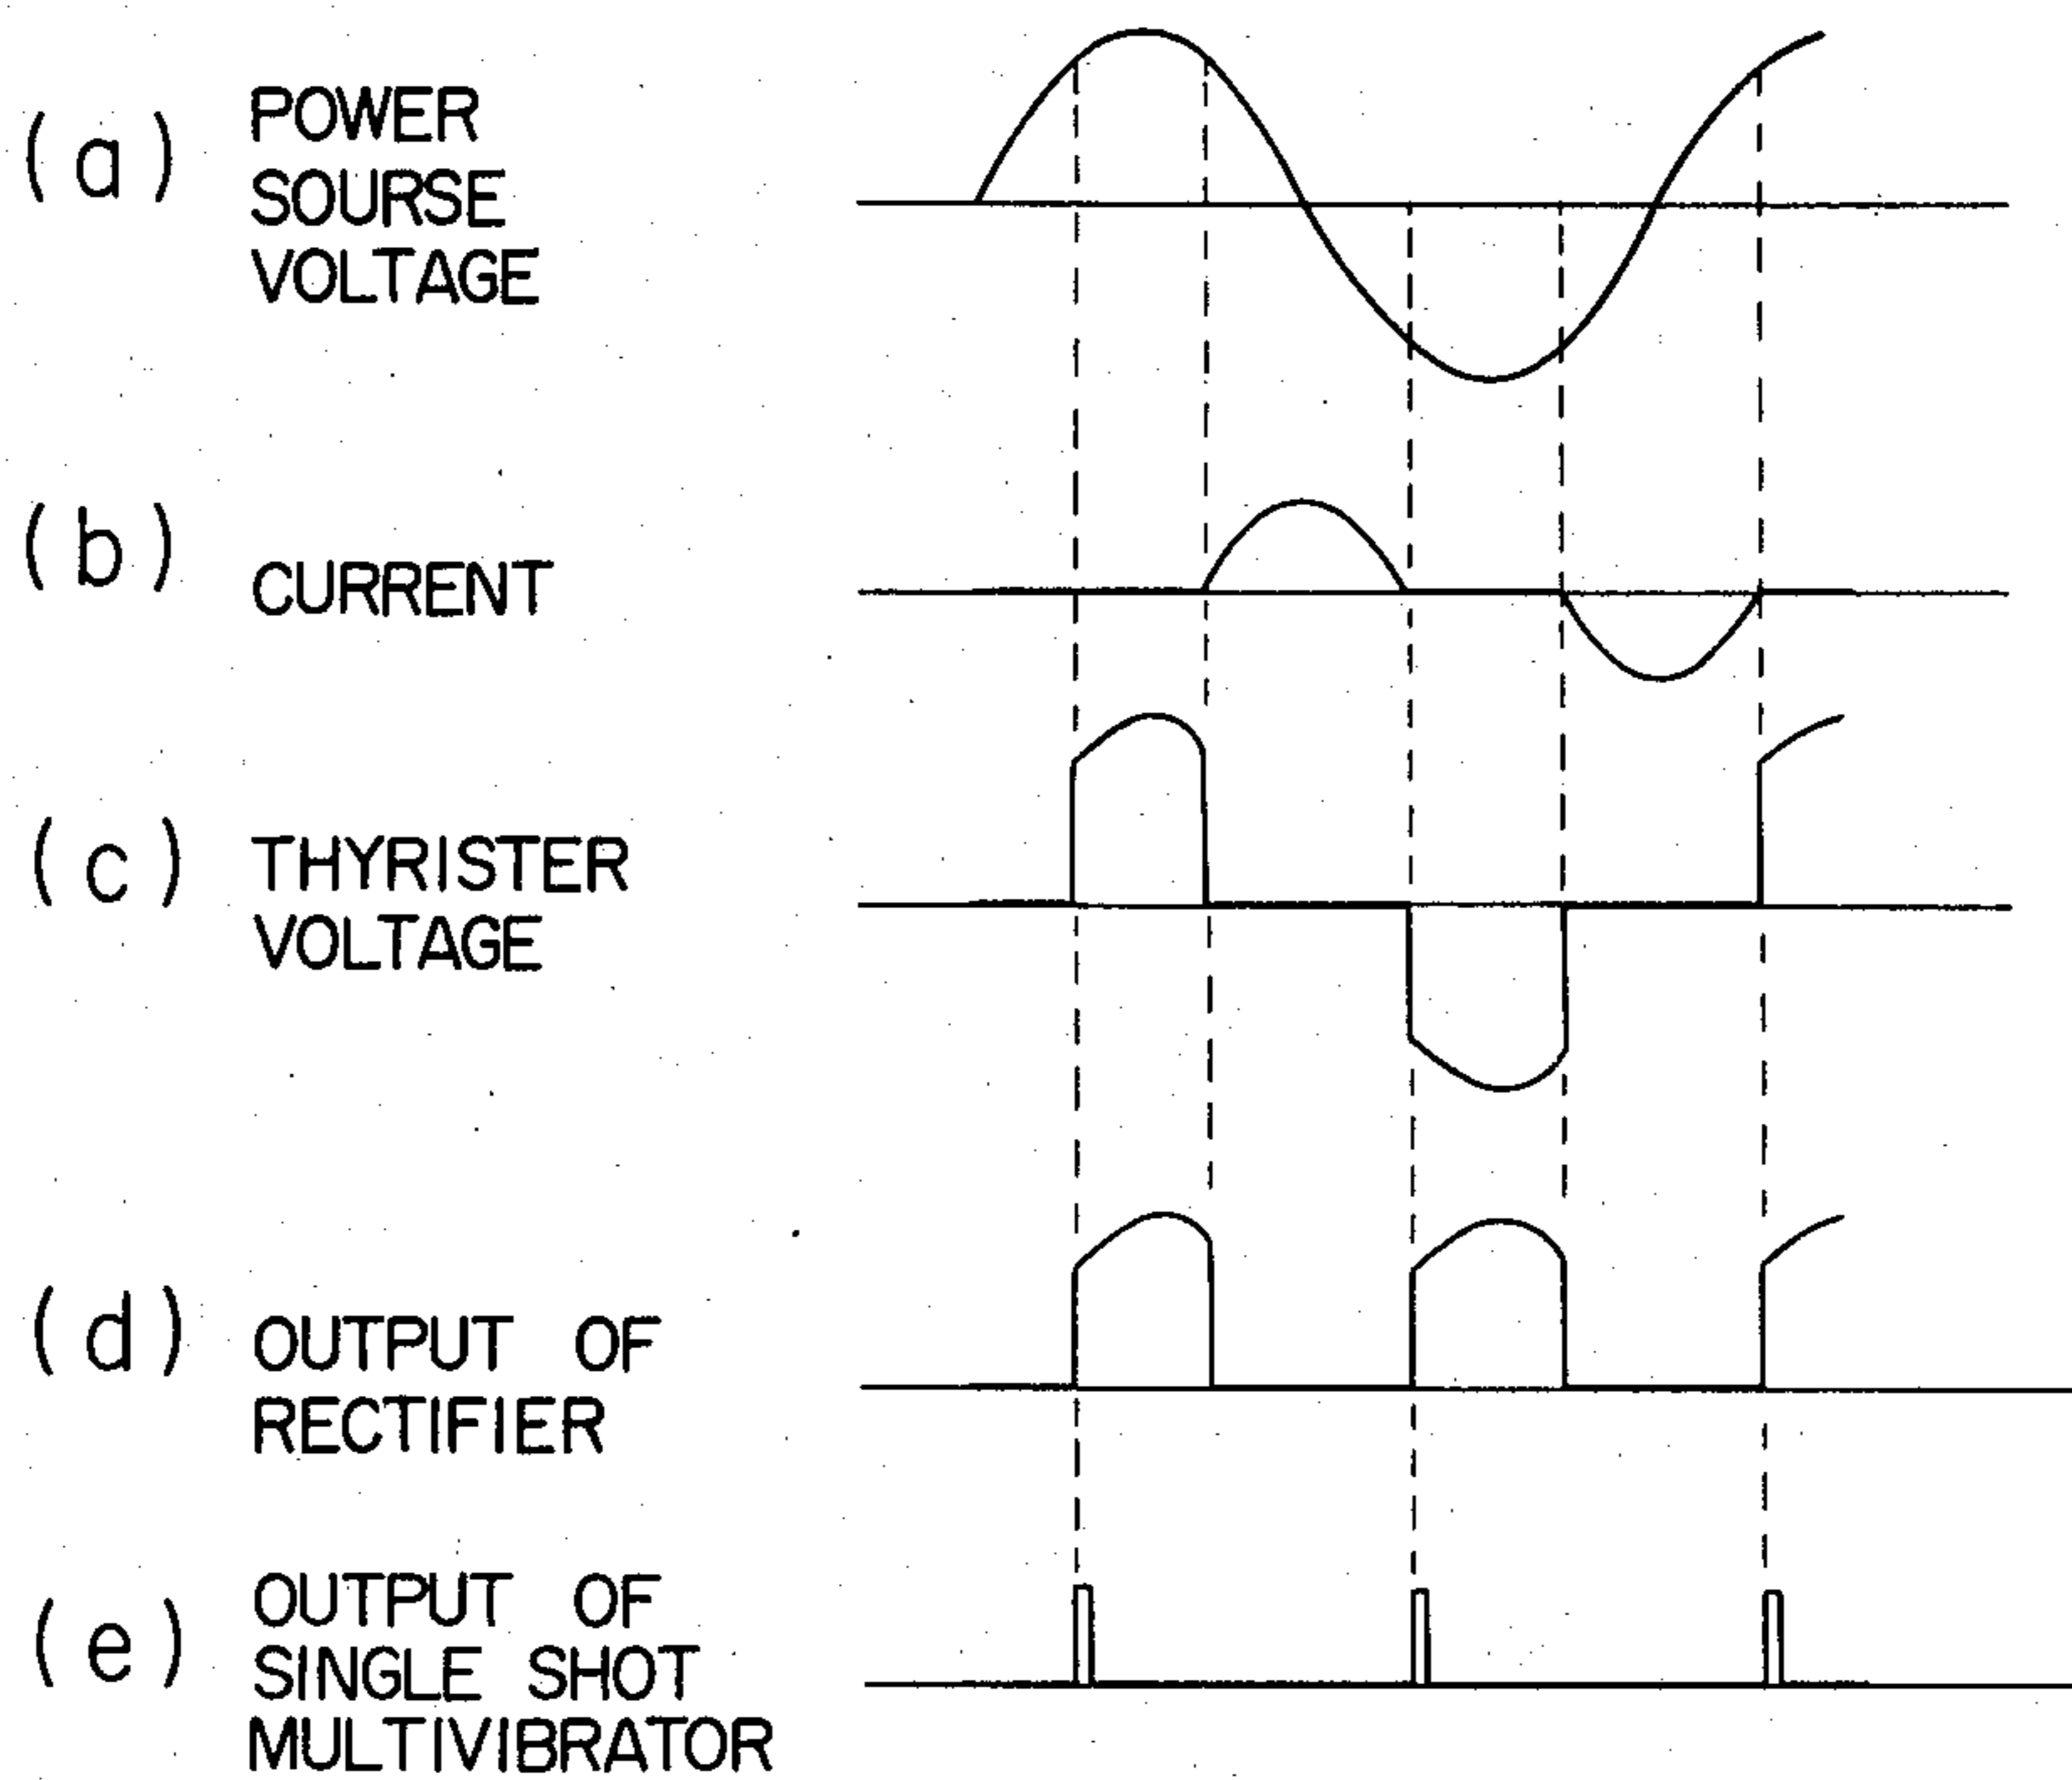 (a) POWER
SOURSE
VOLTAGE
(b) CURRENT
(c) THYRISTER
VOLTAGE
(d) OUTPUT OF
RECTIFIER
(e) OUTPUT OF
SINGLE SHOT
MULTIVIBRATOR